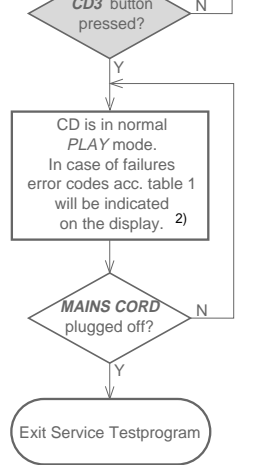 CD3 button
N
pressed?
Y
CD is in normal
PLAY mode.
In case of failures
error codes acc. table 1
will be indicated
on the display. 2)
MAINS CORD
N
plugged off?
Y
Exit Service Testprogram